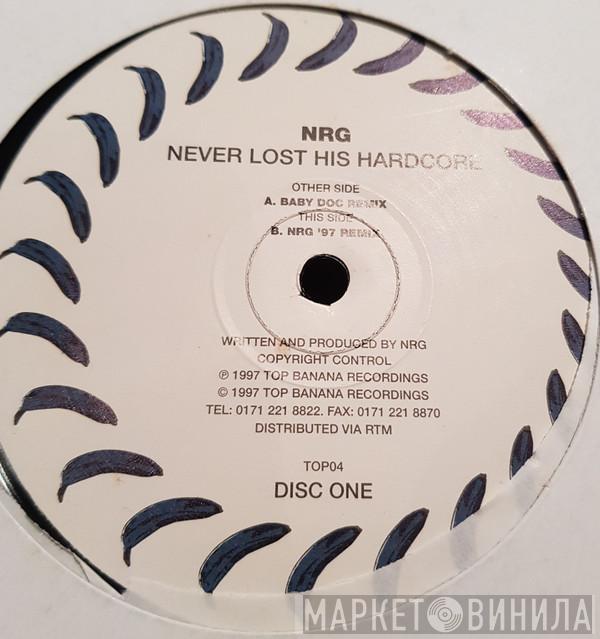 NRG
NEVER LOST HIS HARDCORE
OTHER SIDE
A. BABY DOC REMIX
THIS SIDE
B. NRG '97 REMIX
WRITTEN AND PRODUCED BY NRG
COPYRIGHT CONTROL
℗ 1997 TOP BANANA RECORDINGS
© 1997 TOP BANANA RECORDINGS
TEL: 0171 221 8822. FAX: 0171 221 8870
DISTRIBUTED VIA RTM
TOP04
DISC ONE
МАРКЕТ ВИНИЛА